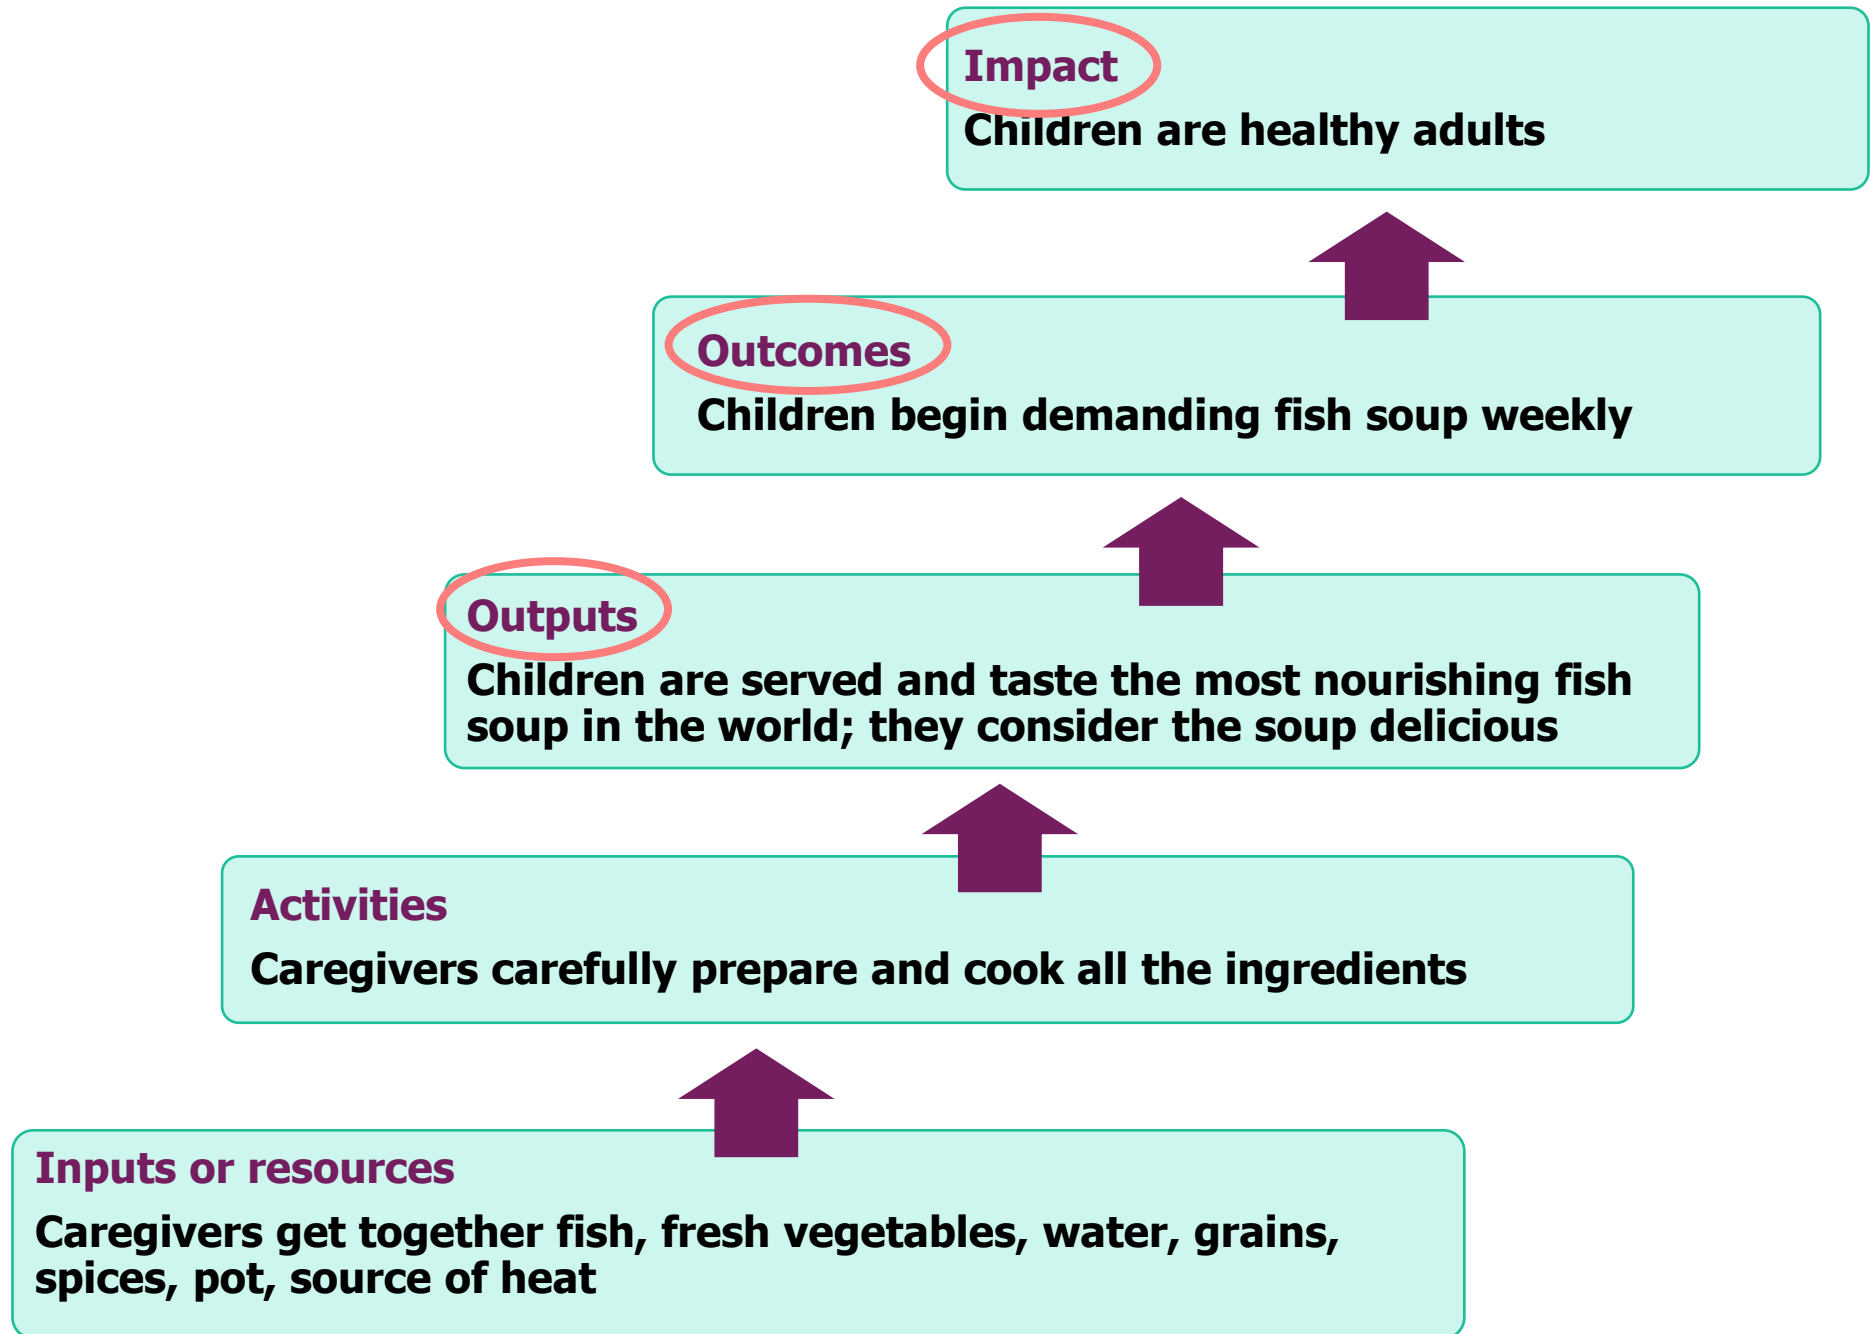 Impact
Children are healthy adults
Outcomes
Children begin demanding fish soup weekly
Outputs
Children are served and taste the most nourishing fish
soup in the world; they consider the soup delicious
Activities
Caregivers carefully prepare and cook all the ingredients
Inputs or resources
Caregivers get together fish, fresh vegetables, water, grains,
spices, pot, source of heat